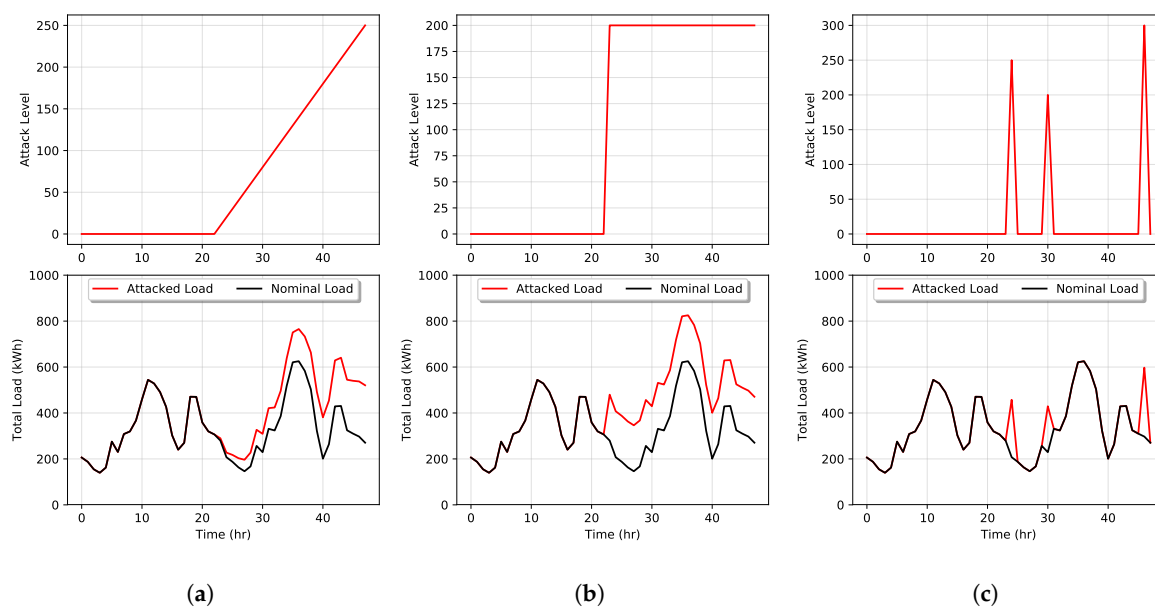 250
200
150
100
50
0
Attack Level
0 10 20 30 40
200
175
150
125
100
75
50
25
0
Attack Level
0 10 20 30 40
300
250
200
150
100
50
0
Attack Level
0 10 20 30 40
1000
800
600
400
200
0
Total Load (kWh)
Attacked Load Nominal Load
0 10 20 30 40
Time (hr)
1000
800
600
400
200
0
Total Load (kWh)
Attacked Load Nominal Load
0 10 20 30 40
Time (hr)
1000
800
600
400
200
0
Total Load (kWh)
Attacked Load Nominal Load
0 10 20 30 40
Time (hr)
(a) (b) (c)